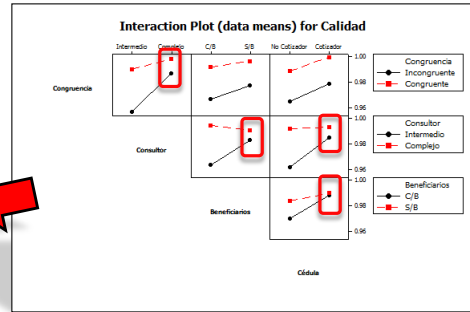 Interaction Plot (data means) for Calidad
Intermedio Complejo C/B S/B No Cotizador Cotizador
Congruencia
1.00
0.98
0.96
Congruencia
Incongruente
Congruente
Consultor
1.00
0.98
0.96
Consultor
Intermedio
Complejo
Beneficiarios
1.00
0.98
0.96
Beneficiarios
C/B
S/B
Cédula